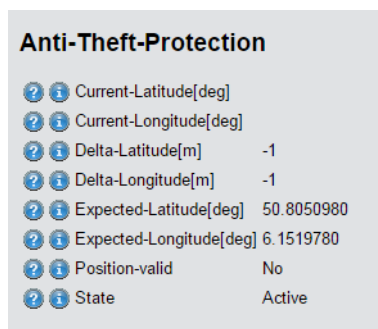 Anti-Theft-Protection
? i Current-Latitude[deg]
? i Current-Longitude[deg]
? i Delta-Latitude[m] -1
? i Delta-Longitude[m] -1
? i Expected-Latitude[deg] 50.8050980
? i Expected-Longitude[deg] 6.1519780
? i Position-valid No
? i State Active